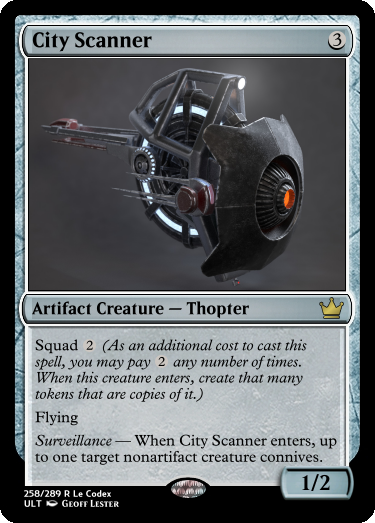 City Scanner 3
Artifact Creature — Thopter
Squad 2 (As an additional cost to cast this
spell, you may pay 2 any number of times.
When this creature enters, create that many
tokens that are copies of it.)
Flying
Surveillance — When City Scanner enters, up
to one target nonartifact creature connives.
1/2
258/289 R Le Codex
ULT Geoff Lester